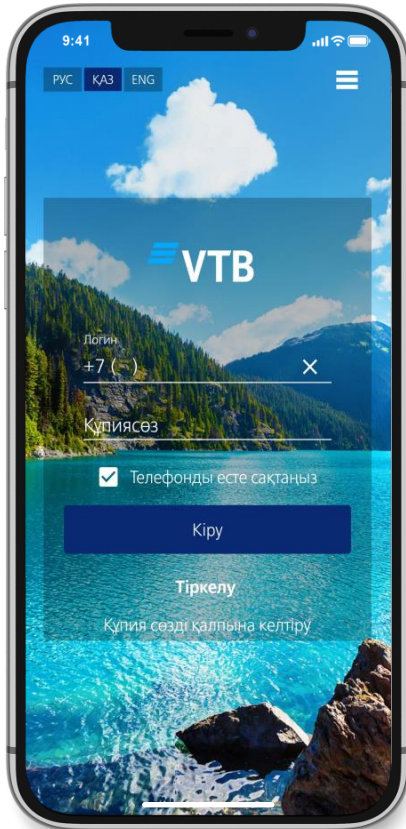 9:41
РУС ҚАЗ ENG
VTB
Логин
+7 ( )
Құпиясөз
Телефонды есте сақтаңыз
Кіру
Тіркелу
Құпия сөзді қалпына келтіру